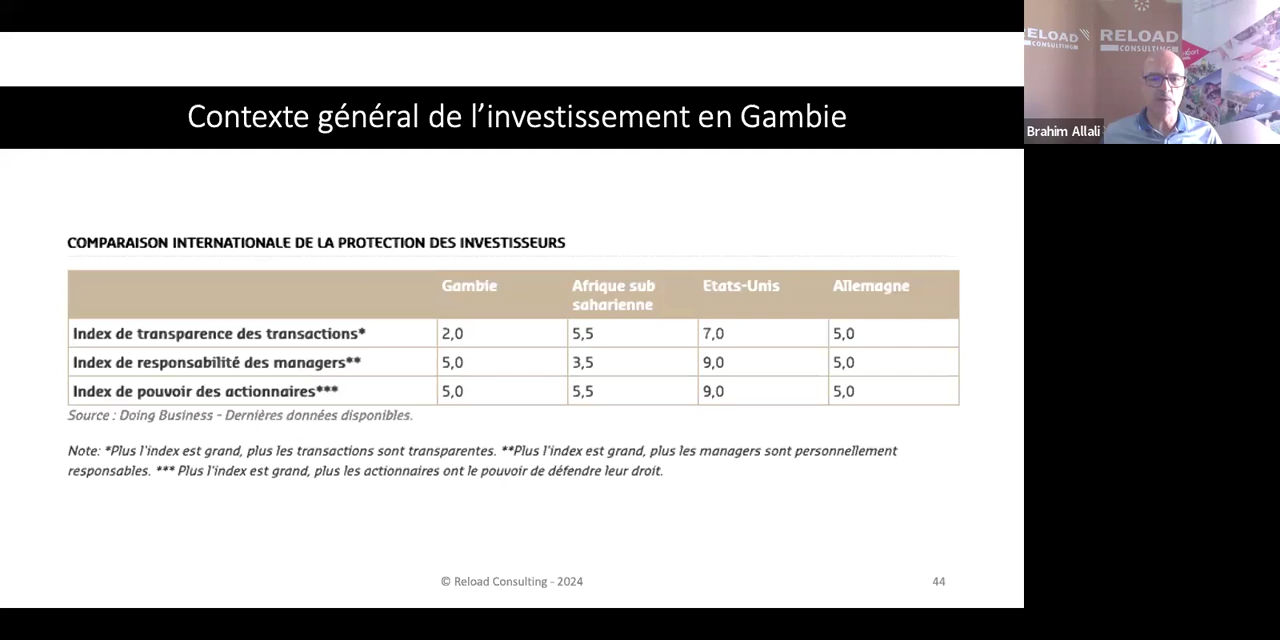 Contexte général de l'investissement en Gambie
COMPARAISON INTERNATIONALE DE LA PROTECTION DES INVESTISSEURS
Gambie Afrique sub saharienne Etats-Unis Allemagne
Index de transparence des transactions* 2,0 5,5 7,0 5,0
Index de responsabilité des managers** 5,0 3,5 9,0 5,0
Index de pouvoir des actionnaires*** 5,0 5,5 9,0 5,0
Source : Doing Business - Dernières données disponibles.
Note: *Plus l'index est grand, plus les transactions sont transparentes. **Plus l'index est grand, plus les managers sont personnellement
responsables. *** Plus l'index est grand, plus les actionnaires ont le pouvoir de défendre leur droit.
© Reload Consulting - 2024
44
ELOAD
CONSULTING
RELOAD
CONSULTING
Brahim Allali